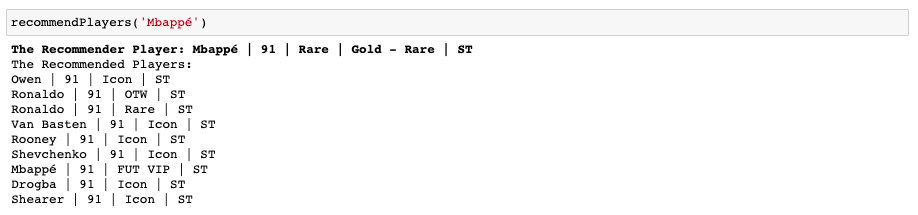 recommendPlayers('Mbappé')
The Recommender Player: Mbappé | 91 | Rare | Gold - Rare | ST
The Recommended Players:
Owen | 91 | Icon | ST
Ronaldo | 91 | OTW | ST
Ronaldo | 91 | Rare | ST
Van Basten | 91 | Icon | ST
Rooney | 91 | Icon | ST
Shevchenko | 91 | Icon | ST
Mbappé | 91 | FUT VIP | ST
Drogba | 91 | Icon | ST
Shearer | 91 | Icon | ST